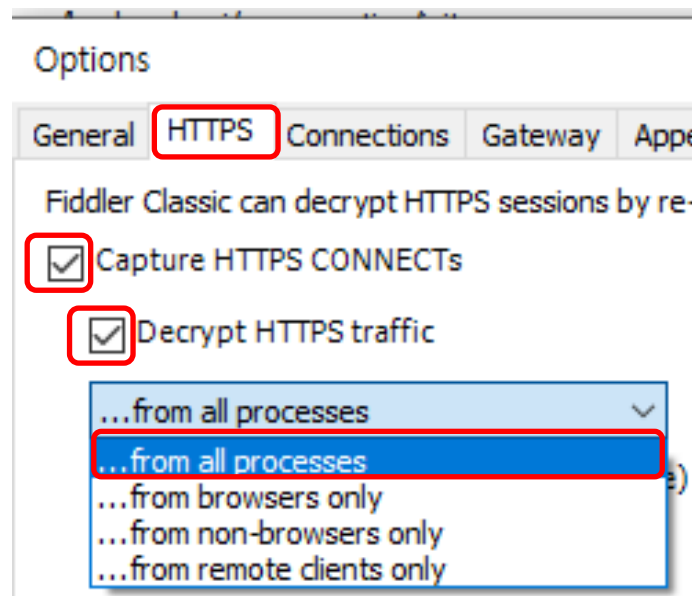 Options
General HTTPS Connections Gateway Appe
Fiddler Classic can decrypt HTTPS sessions by re-
Capture HTTPS CONNECTs
Decrypt HTTPS traffic
...from all processes
...from all processes
e)
...from browsers only
...from non-browsers only
...from remote clients only